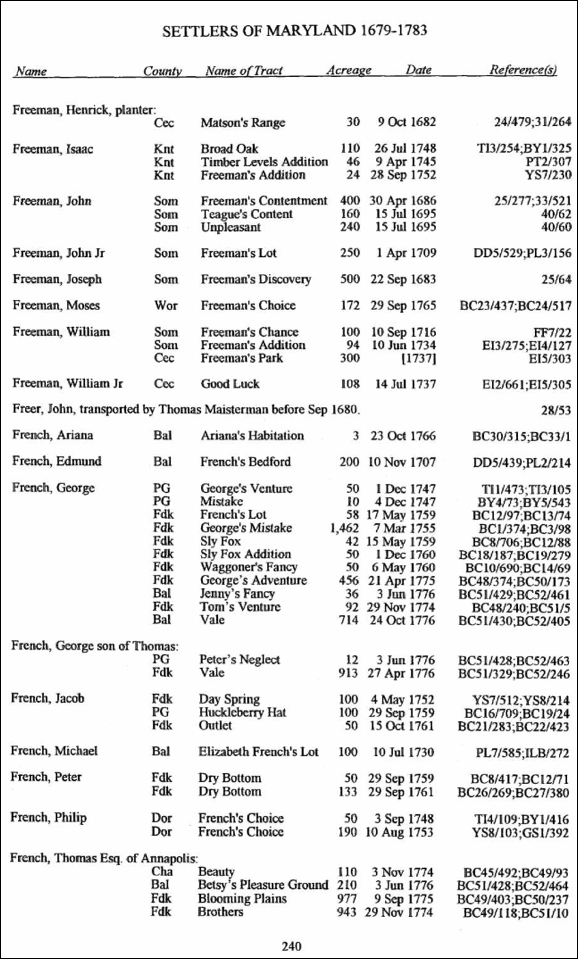 SETTLERS OF MARYLAND 1679-1783
Name County Name of Tract Acreage Date Reference(s)
Freeman, Henrick, planter:
Cec Matson's Range 30 9 Oct 1682 24/479;31/264
Freeman, Isaac Knt Broad Oak 110 26 Jul 1748 TI3/254;BY1/325
Knt Timber Levels Addition 46 9 Apr 1745 PT2/307
Knt Freeman's Addition 24 28 Sep 1752 YS7/230
Freeman, John Som Freeman's Contentment 400 30 Apr 1686 25/277;33/521
Som Teague's Content 160 15 Jul 1695 40/62
Som Unpleasant 240 15 Jul 1695 40/60
Freeman, John Jr Som Freeman's Lot 250 1 Apr 1709 DD5/529;PL3/156
Freeman, Joseph Som Freeman's Discovery 500 22 Sep 1683 25/64
Freeman, Moses Wor Freeman's Choice 172 29 Sep 1765 BC23/437;BC24/517
Freeman, William Som Freeman's Chance 100 10 Sep 1716 FF7/22
Som Freeman's Addition 94 10 Jun 1734 EI3/275;EI4/127
Cec Freeman's Park 300 [1737] EI5/303
Freeman, William Jr Cec Good Luck 108 14 Jul 1737 EI2/661;EI5/305
Freer, John, transported by Thomas Maisterman before Sep 1680. 28/53
French, Ariana Bal Ariana's Habitation 3 23 Oct 1766 BC30/315;BC33/1
French, Edmund Bal French's Bedford 200 10 Nov 1707 DD5/439;PL2/214
French, George PG George's Venture 50 1 Dec 1747 TI1/473;TI3/105
PG Mistake 10 4 Dec 1747 BY4/73;BY5/543
Fdk French's Lot 58 17 May 1759 BC12/97;BC13/74
Fdk George's Mistake 1,462 7 Mar 1755 BC1/374;BC3/98
Fdk Sly Fox 42 15 May 1759 BC8/706;BC12/88
Fdk Sly Fox Addition 50 1 Dec 1760 BC18/187;BC19/279
Fdk Waggoner's Fancy 50 6 May 1760 BC10/690;BC14/69
Fdk George's Adventure 456 21 Apr 1775 BC48/374;BC50/173
Bal Jenny's Fancy 36 3 Jun 1776 BC51/429;BC52/461
Fdk Tom's Venture 92 29 Nov 1774 BC48/240;BC51/5
Bal Vale 714 24 Oct 1776 BC51/430;BC52/405
French, George son of Thomas:
PG Peter's Neglect 12 3 Jun 1776 BC51/428;BC52/463
Fdk Vale 913 27 Apr 1776 BC51/329;BC52/246
French, Jacob Fdk Day Spring 100 4 May 1752 YS7/512;YS8/214
PG Huckleberry Hat 100 29 Sep 1759 BC16/709;BC19/24
Fdk Outlet 50 15 Oct 1761 BC21/283;BC22/423
French, Michael Bal Elizabeth French's Lot 100 10 Jul 1730 PL7/585;ILB/272
French, Peter Fdk Dry Bottom 50 29 Sep 1759 BC8/417;BC12/71
Fdk Dry Bottom 133 29 Sep 1761 BC26/269;BC27/380
French, Philip Dor French's Choice 50 3 Sep 1748 TI4/109;BY1/416
Dor French's Choice 190 10 Aug 1753 YS8/103;GS1/392
French, Thomas Esq. of Annapolis:
Cha Beauty 110 3 Nov 1774 BC45/492;BC49/93
Bal Betsy's Pleasure Ground 210 3 Jun 1776 BC51/428;BC52/464
Fdk Blooming Plains 977 9 Sep 1775 BC49/403;BC50/237
Fdk Brothers 943 29 Nov 1774 BC49/118;BC51/10
240